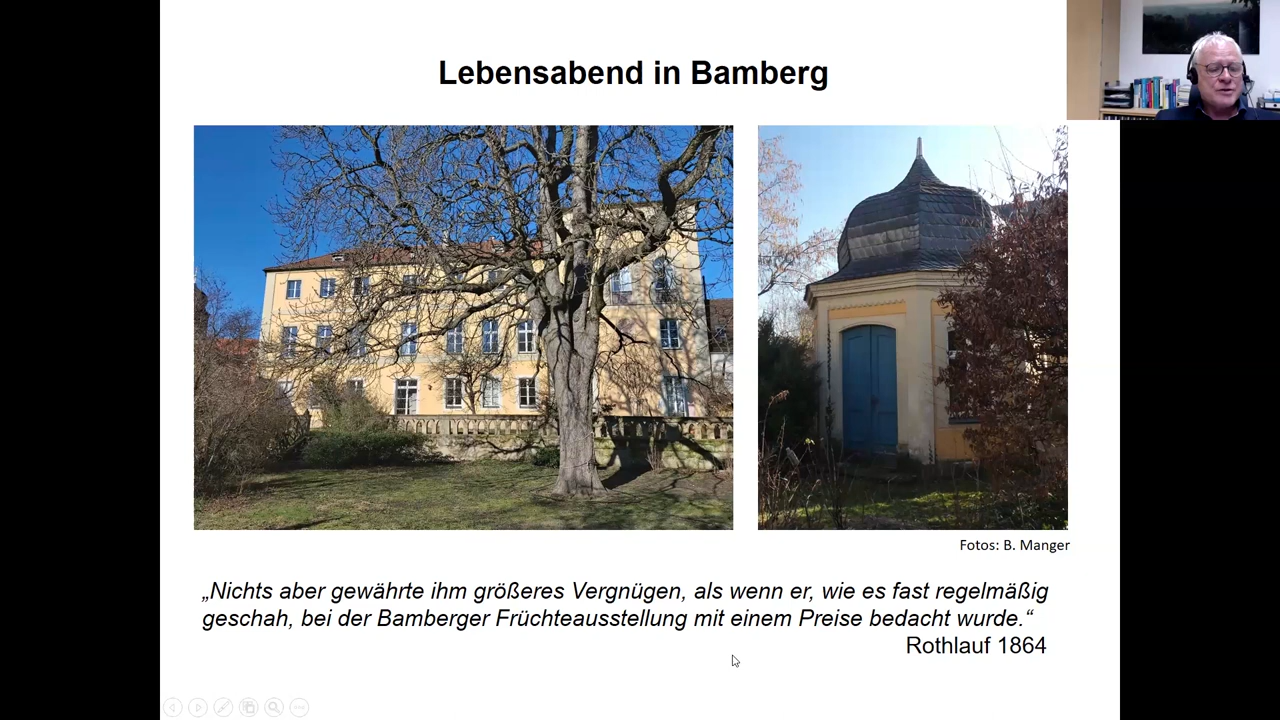 Lebensabend in Bamberg
Fotos: B. Manger
„Nichts aber gewährte ihm größeres Vergnügen, als wenn er, wie es fast regelmäßig
geschah, bei der Bamberger Früchteausstellung mit einem Preise bedacht wurde.“
Rothlauf 1864